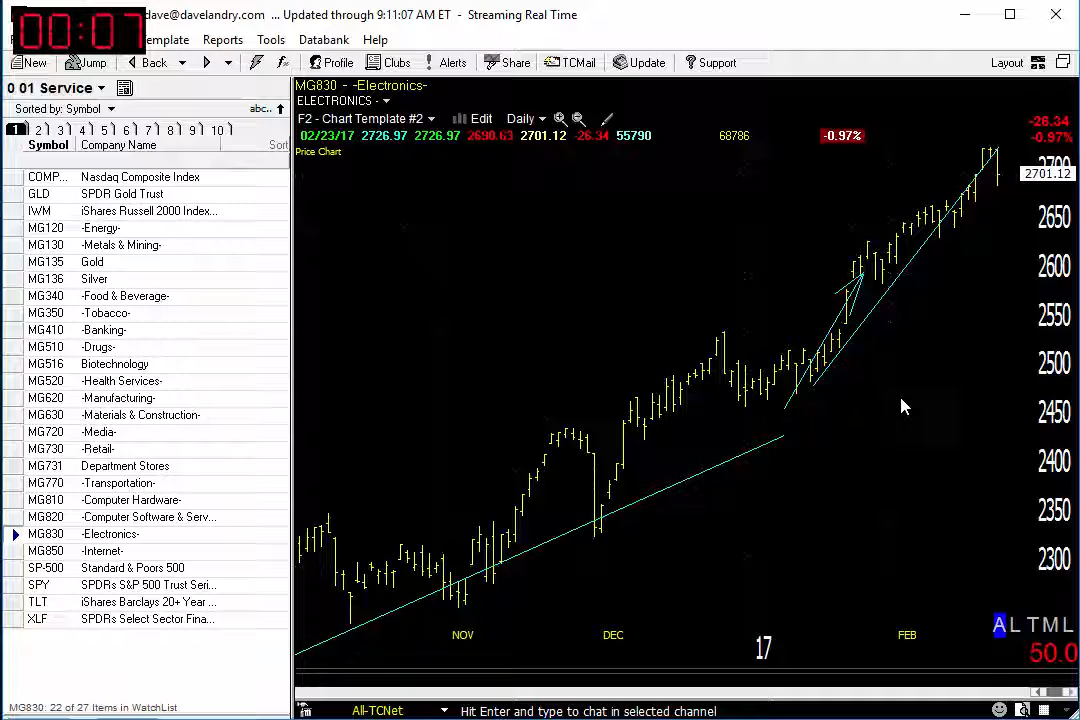 dave@davelandry.com ... Updated through 9:11:07 AM ET - Streaming Real Time
00:07
Template Reports Tools Databank Help
New Jump Back Profile Clubs Alerts Share TCMail Update Support Layout
0 01 Service
Sorted by: Symbol abc..
1 2 3 4 5 6 7 8 9 10
Symbol Company Name Sort
COMP... Nasdaq Composite Index
GLD SPDR Gold Trust
IWM iShares Russell 2000 Index...
MG120 -Energy-
MG130 -Metals & Mining-
MG135 Gold
MG136 Silver
MG340 -Food & Beverage-
MG350 -Tobacco-
MG410 -Banking-
MG510 -Drugs-
MG516 Biotechnology
MG520 -Health Services-
MG620 -Manufacturing-
MG630 -Materials & Construction-
MG720 -Media-
MG730 -Retail-
MG731 Department Stores
MG770 -Transportation-
MG810 -Computer Hardware-
MG820 -Computer Software & Serv...
MG830 -Electronics-
MG850 -Internet-
SP-500 Standard & Poors 500
SPY SPDRs S&P 500 Trust Seri...
TLT iShares Barclays 20+ Year ...
XLF SPDRs Select Sector Fina...
MG830: 22 of 27 Items in WatchList
MG830 - -Electronics-
ELECTRONICS -
F2 - Chart Template #2 Edit Daily
02/23/17 2726.97 2726.97 2690.63 2701.12 -26.34 55790 68786 -0.97%
-26.34
-0.97%
Price Chart
2700
2701.12
2650
2600
2550
2500
2450
2400
2350
2300
NOV DEC 17 FEB
A L T M L
50.0
All-TCNet Hit Enter and type to chat in selected channel